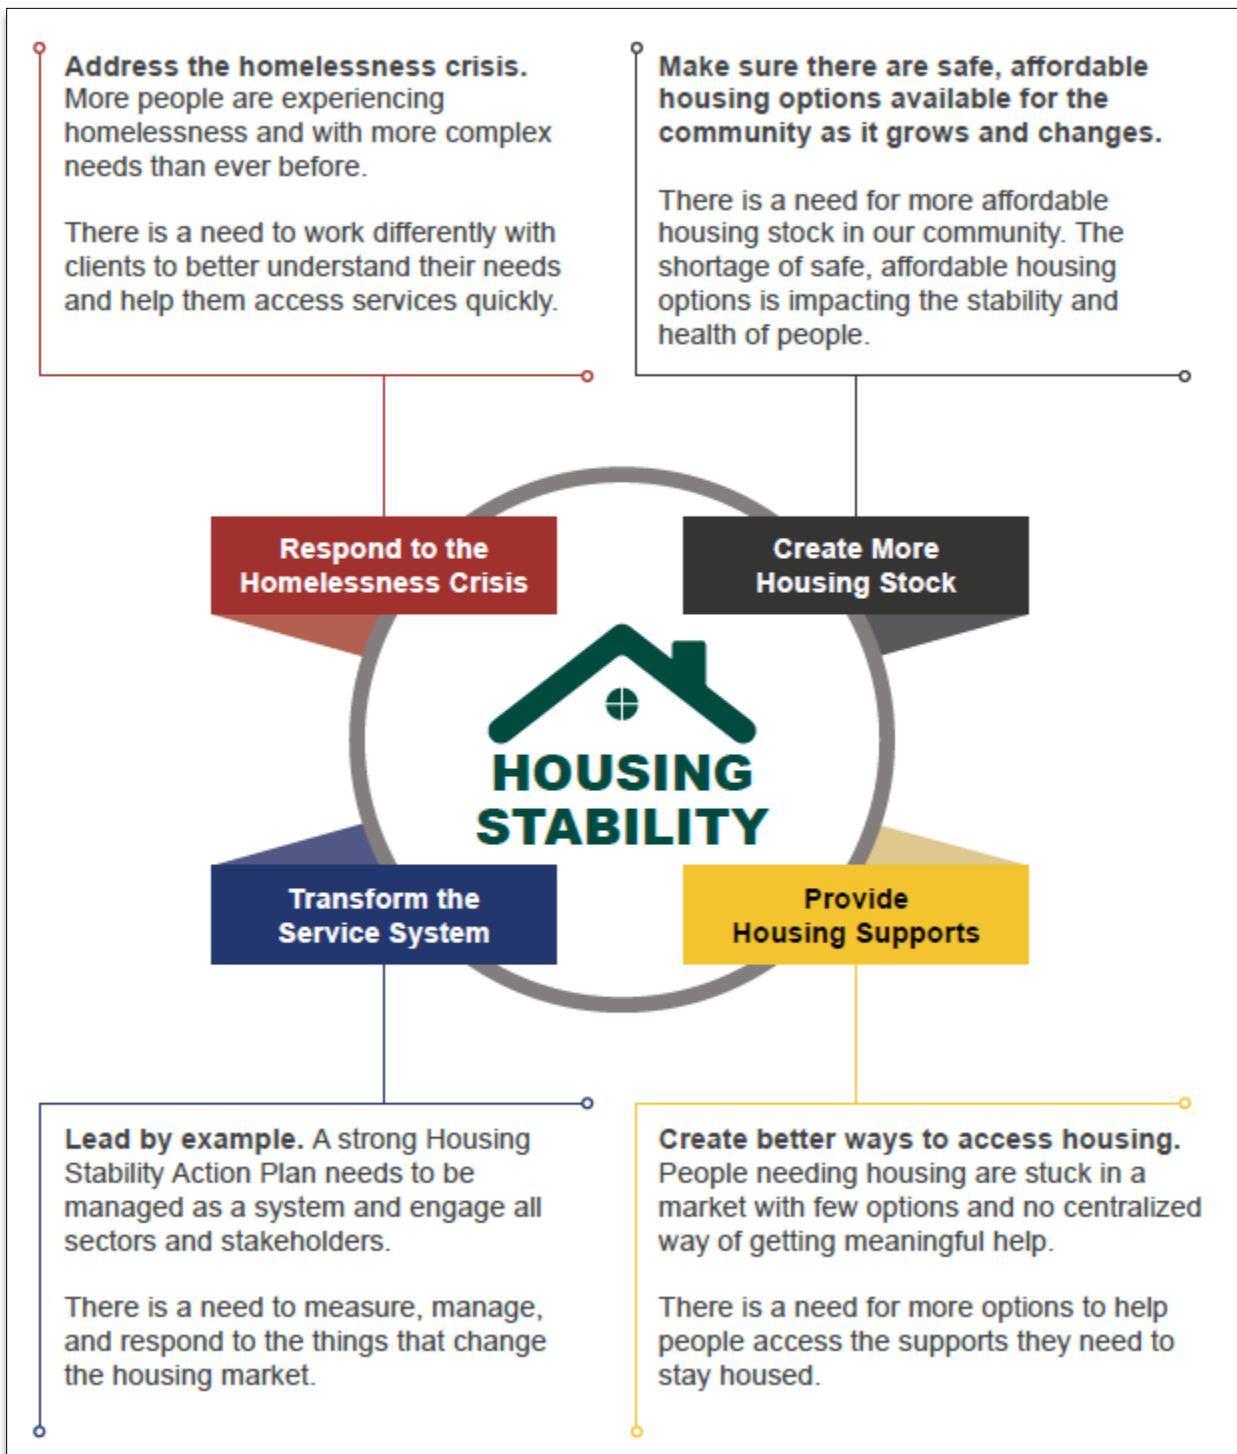 Address the homelessness crisis.
More people are experiencing
homelessness and with more complex
needs than ever before.
There is a need to work differently with
clients to better understand their needs
and help them access services quickly.
Make sure there are safe, affordable
housing options available for the
community as it grows and changes.
There is a need for more affordable
housing stock in our community. The
shortage of safe, affordable housing
options is impacting the stability and
health of people.
Respond to the
Homelessness Crisis
Create More
Housing Stock
HOUSING
STABILITY
Transform the
Service System
Provide
Housing Supports
Lead by example. A strong Housing
Stability Action Plan needs to be
managed as a system and engage all
sectors and stakeholders.
There is a need to measure, manage,
and respond to the things that change
the housing market.
Create better ways to access housing.
People needing housing are stuck in a
market with few options and no centralized
way of getting meaningful help.
There is a need for more options to help
people access the supports they need to
stay housed.